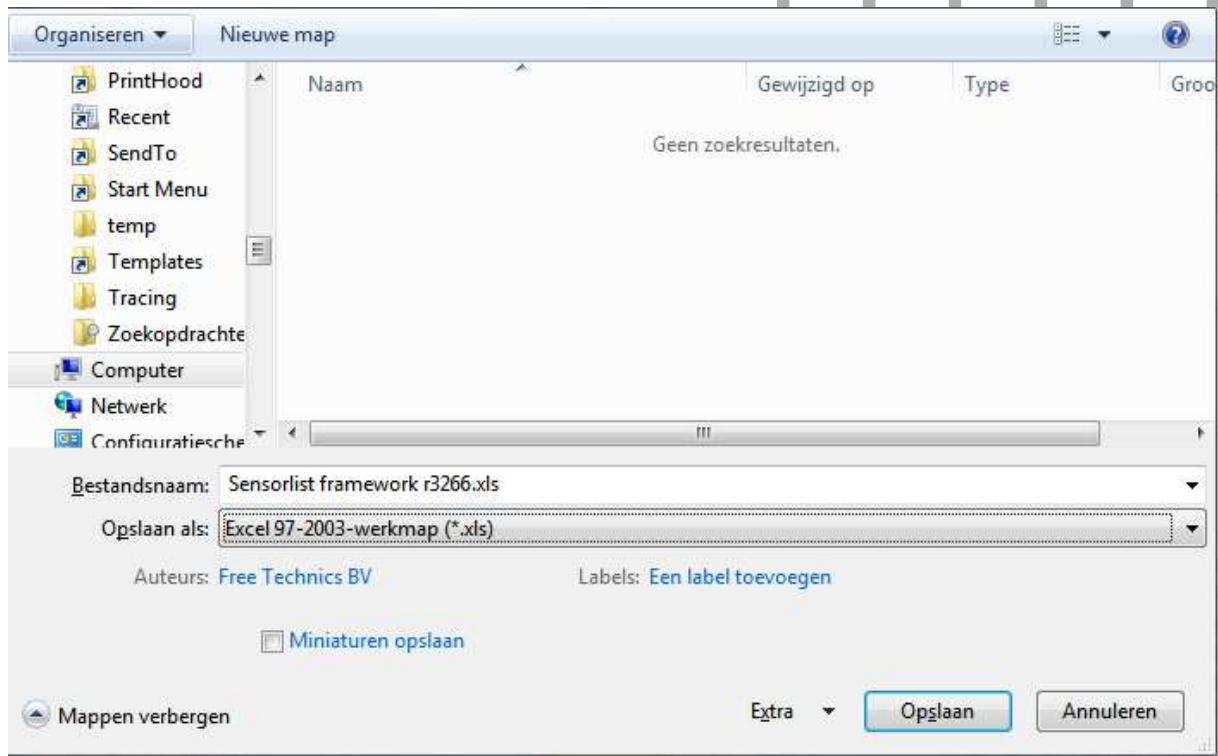 Organiseren Nieuwe map
Naam Gewijzigd op Type Groo
Geen zoekresultaten.
PrintHood
Recent
SendTo
Start Menu
temp
Templates
Tracing
Zoekopdrachte
Computer
Netwerk
Configuratiesche
Bestandsnaam: Sensorlist framework r3266.xls
Opslaan als: Excel 97-2003-werkmap (*.xls)
Auteurs: Free Technics BV Labels: Een label toevoegen
Miniaturen opslaan
Mappen verbergen Extra Opslaan Annuleren